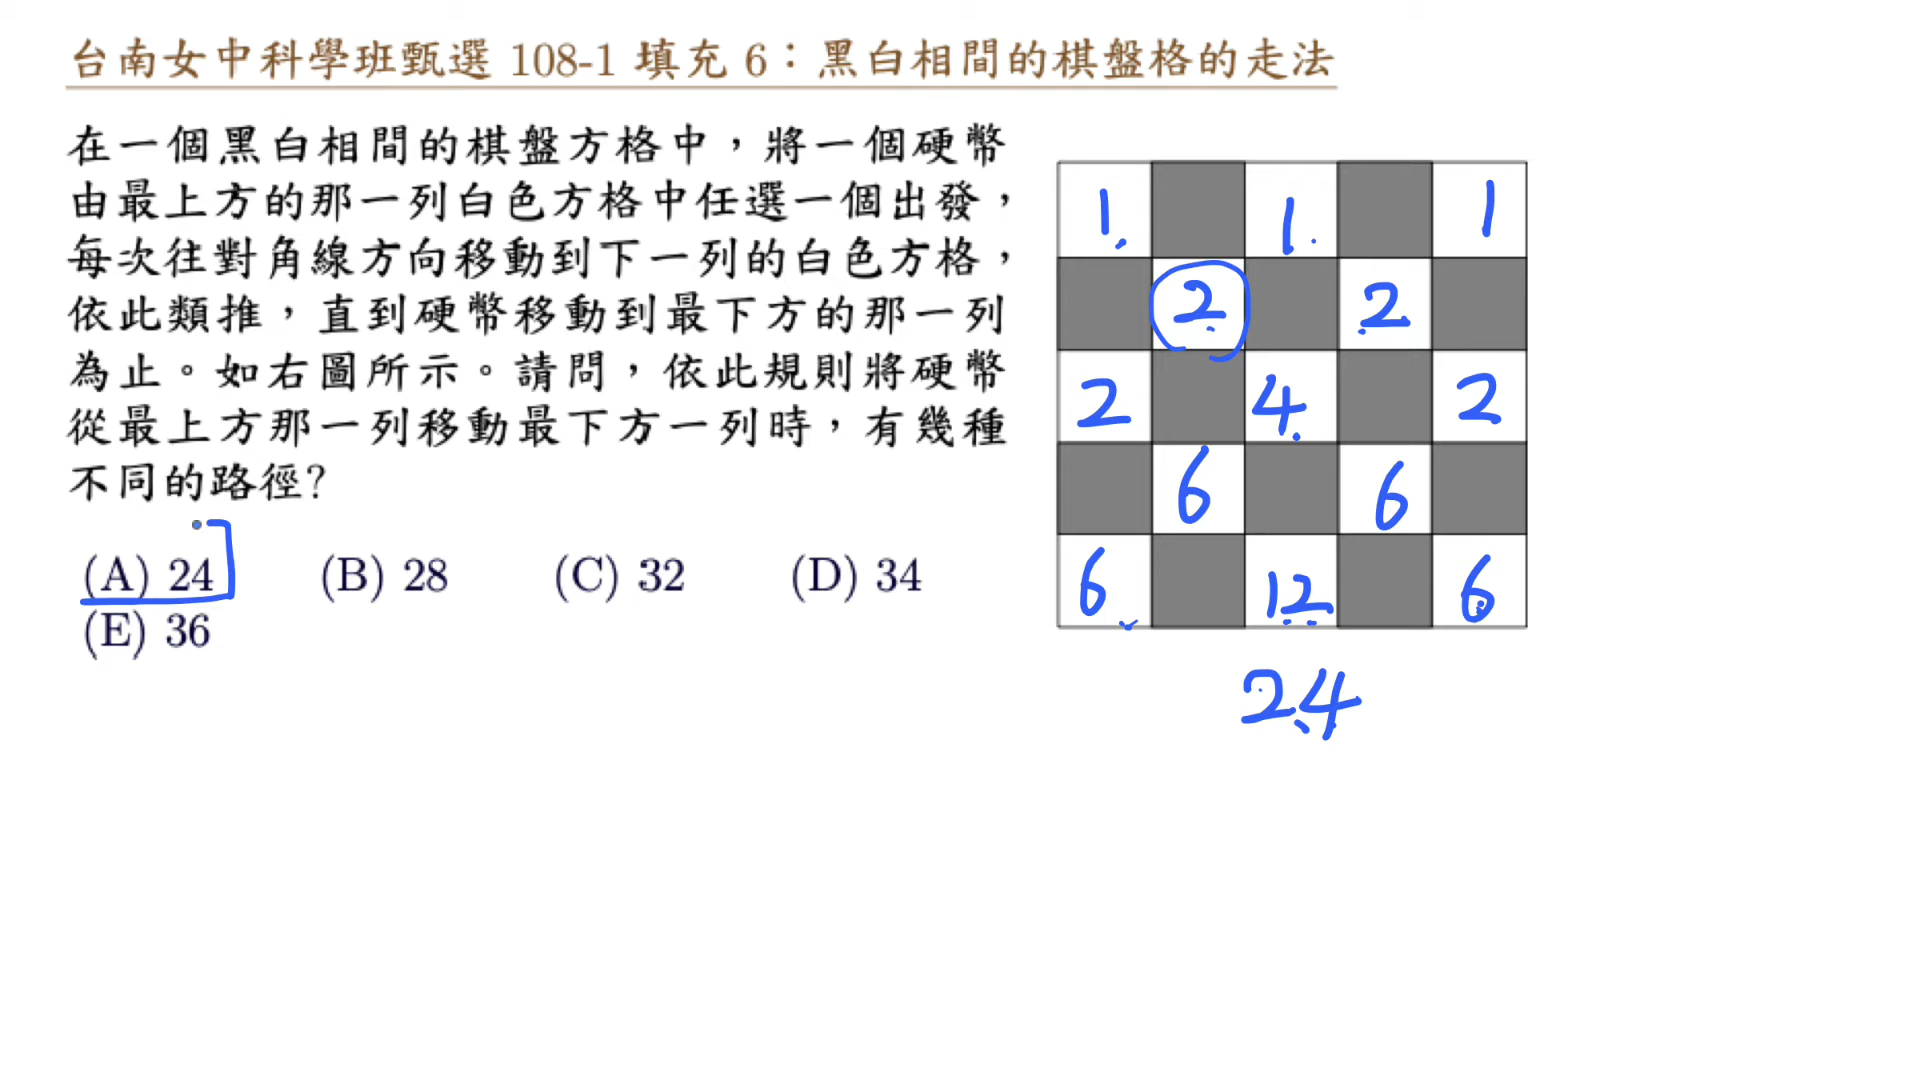 台南女中科學班甄選 108-1 填充 6：黑白相間的棋盤格的走法
在一個黑白相間的棋盤方格中，將一個硬幣
由最上方的那一列白色方格中任選一個出發，
每次往對角線方向移動到下一列的白色方格，
依此類推，直到硬幣移動到最下方的那一列
為止。如右圖所示。請問，依此規則將硬幣
從最上方那一列移動最下方一列時，有幾種
不同的路徑?
(A) 24 (B) 28 (C) 32 (D) 34
(E) 36
1 1 1
2 2
2 4 2
6 6
6 12 6
24